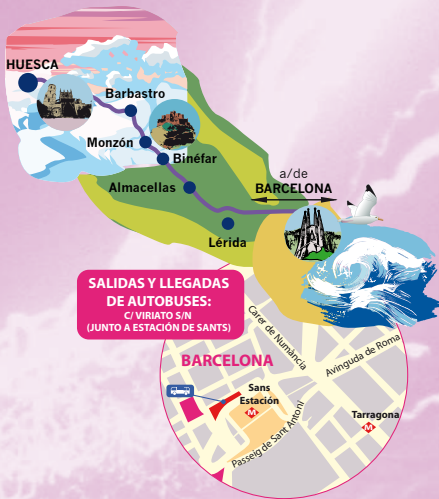 HUESCA
Barbastro
Monzón
Binéfar
Almacellas
Lérida
a/de
BARCELONA
SALIDAS Y LLEGADAS
DE AUTOBUSES:
C/ VIRIATO S/N
(JUNTO A ESTACIÓN DE SANTS)
BARCELONA
Carer de Numància
Avinguda de Roma
Sans
Estación
M
Tarragona
M
Passeig de Sant Antoni